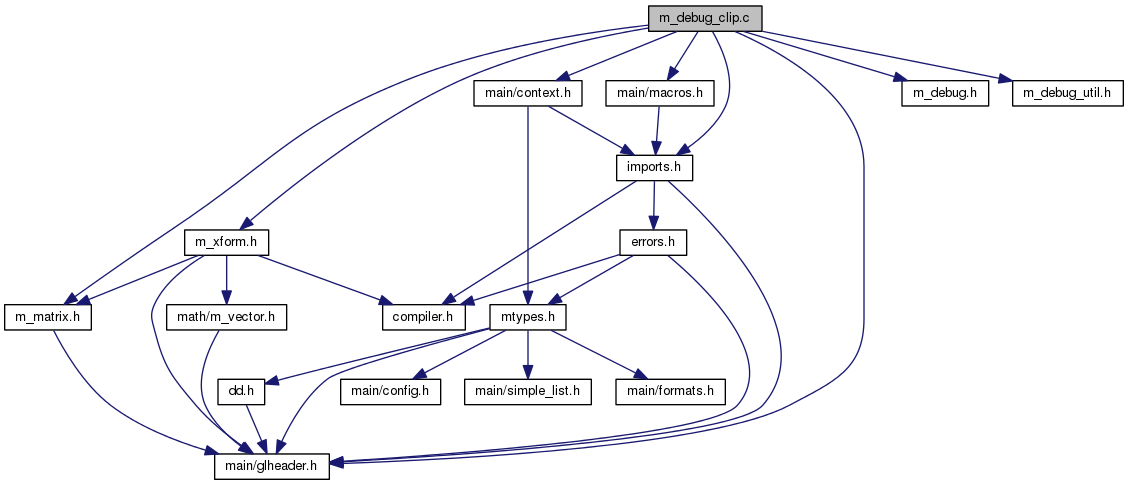 m_debug_clip.c
main/context.h
main/macros.h
m_debug.h
m_debug_util.h
imports.h
m_xform.h
errors.h
m_matrix.h
math/m_vector.h
compiler.h
mtypes.h
dd.h
main/config.h
main/simple_list.h
main/formats.h
main/glheader.h